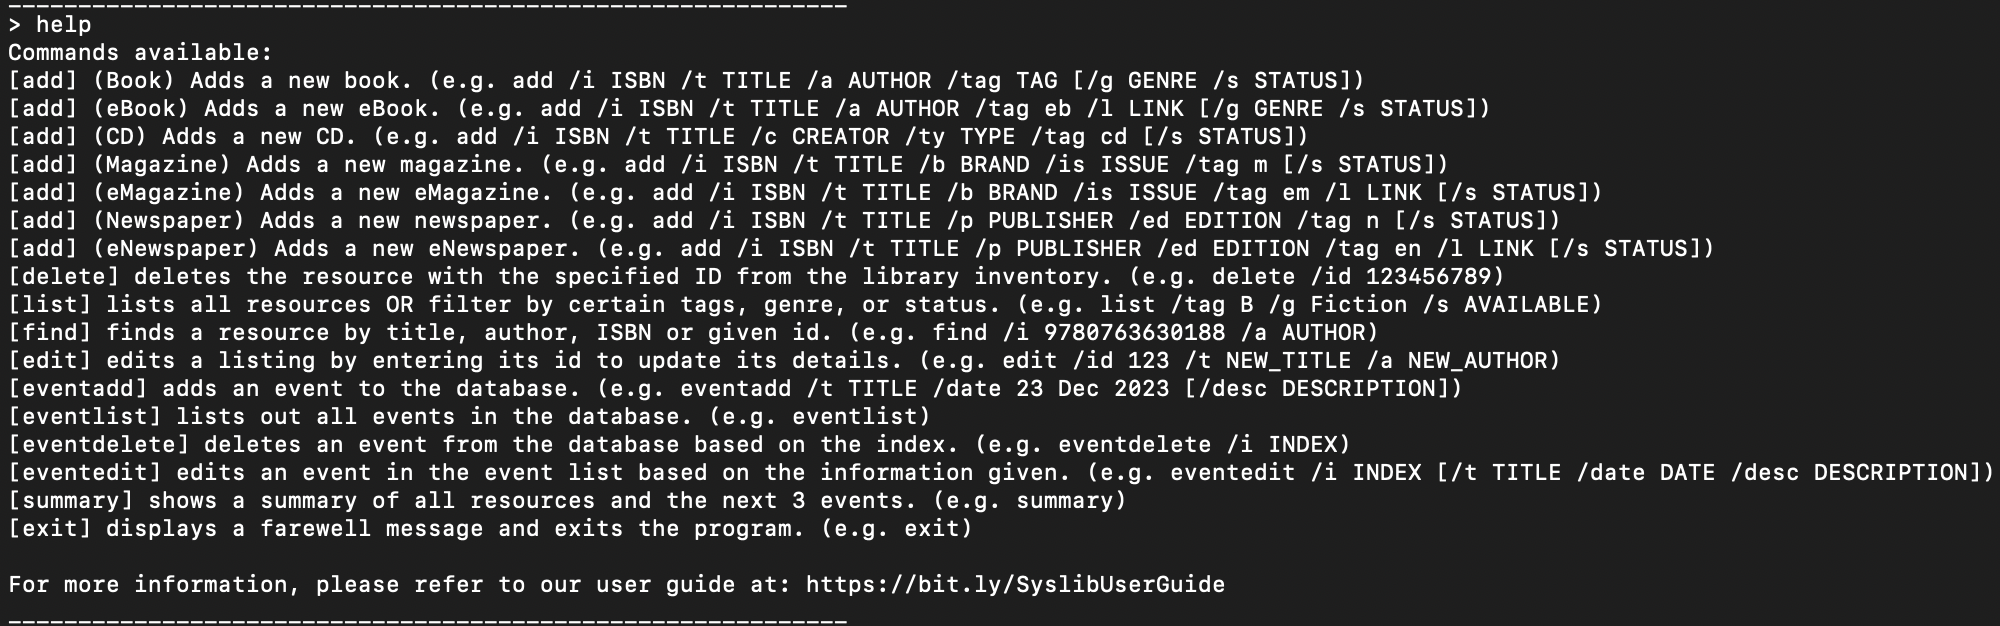 ____________________________________________________________
> help
Commands available:
[add] (Book) Adds a new book. (e.g. add /i ISBN /t TITLE /a AUTHOR /tag TAG [/g GENRE /s STATUS])
[add] (eBook) Adds a new eBook. (e.g. add /i ISBN /t TITLE /a AUTHOR /tag eb /l LINK [/g GENRE /s STATUS])
[add] (CD) Adds a new CD. (e.g. add /i ISBN /t TITLE /c CREATOR /ty TYPE /tag cd [/s STATUS])
[add] (Magazine) Adds a new magazine. (e.g. add /i ISBN /t TITLE /b BRAND /is ISSUE /tag m [/s STATUS])
[add] (eMagazine) Adds a new eMagazine. (e.g. add /i ISBN /t TITLE /b BRAND /is ISSUE /tag em /l LINK [/s STATUS])
[add] (Newspaper) Adds a new newspaper. (e.g. add /i ISBN /t TITLE /p PUBLISHER /ed EDITION /tag n [/s STATUS])
[add] (eNewspaper) Adds a new eNewspaper. (e.g. add /i ISBN /t TITLE /p PUBLISHER /ed EDITION /tag en /l LINK [/s STATUS])
[delete] deletes the resource with the specified ID from the library inventory. (e.g. delete /id 123456789)
[list] lists all resources OR filter by certain tags, genre, or status. (e.g. list /tag B /g Fiction /s AVAILABLE)
[find] finds a resource by title, author, ISBN or given id. (e.g. find /i 9780763630188 /a AUTHOR)
[edit] edits a listing by entering its id to update its details. (e.g. edit /id 123 /t NEW_TITLE /a NEW_AUTHOR)
[eventadd] adds an event to the database. (e.g. eventadd /t TITLE /date 23 Dec 2023 [/desc DESCRIPTION])
[eventlist] lists out all events in the database. (e.g. eventlist)
[eventdelete] deletes an event from the database based on the index. (e.g. eventdelete /i INDEX)
[eventedit] edits an event in the event list based on the information given. (e.g. eventedit /i INDEX [/t TITLE /date DATE /desc DESCRIPTION])
[summary] shows a summary of all resources and the next 3 events. (e.g. summary)
[exit] displays a farewell message and exits the program. (e.g. exit)

For more information, please refer to our user guide at: https://bit.ly/SyslibUserGuide
____________________________________________________________